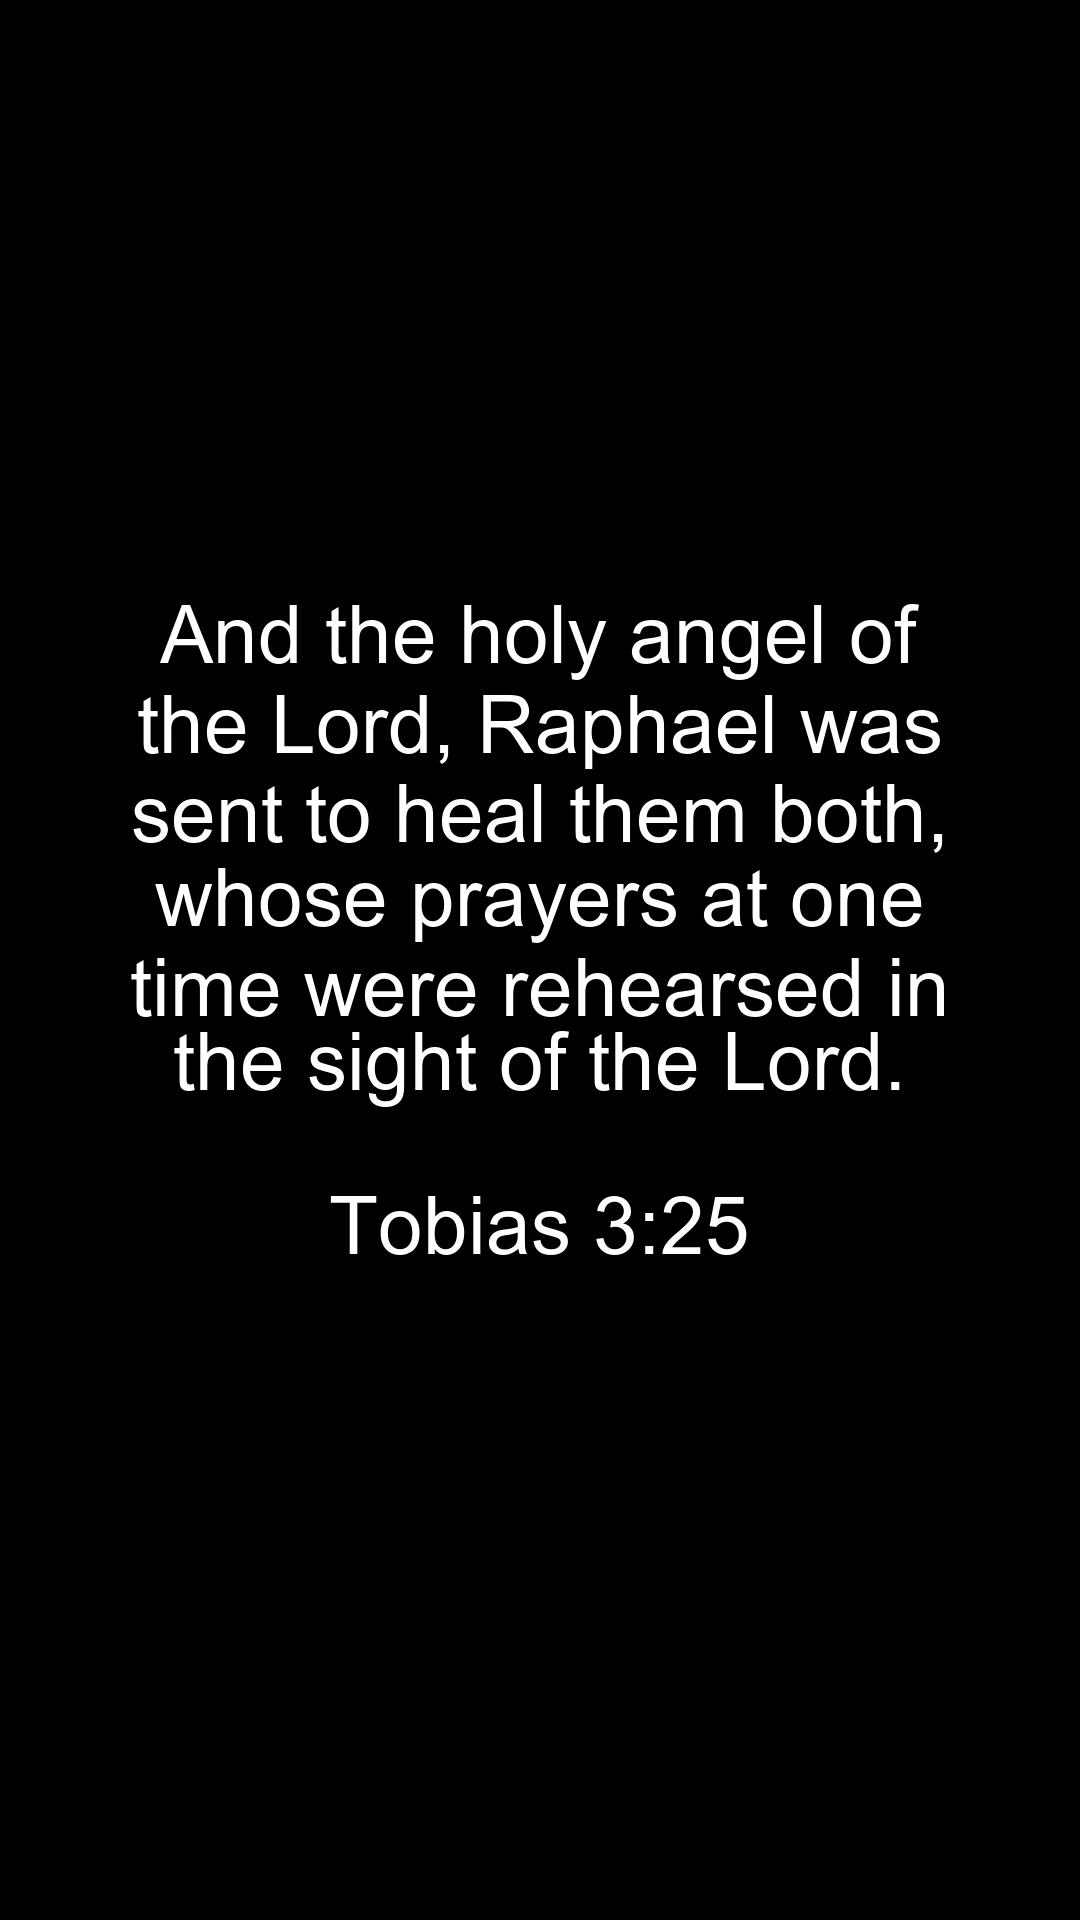 And the holy angel of
the Lord, Raphael was
sent to heal them both,
whose prayers at one
time were rehearsed in
the sight of the Lord.
Tobias 3:25